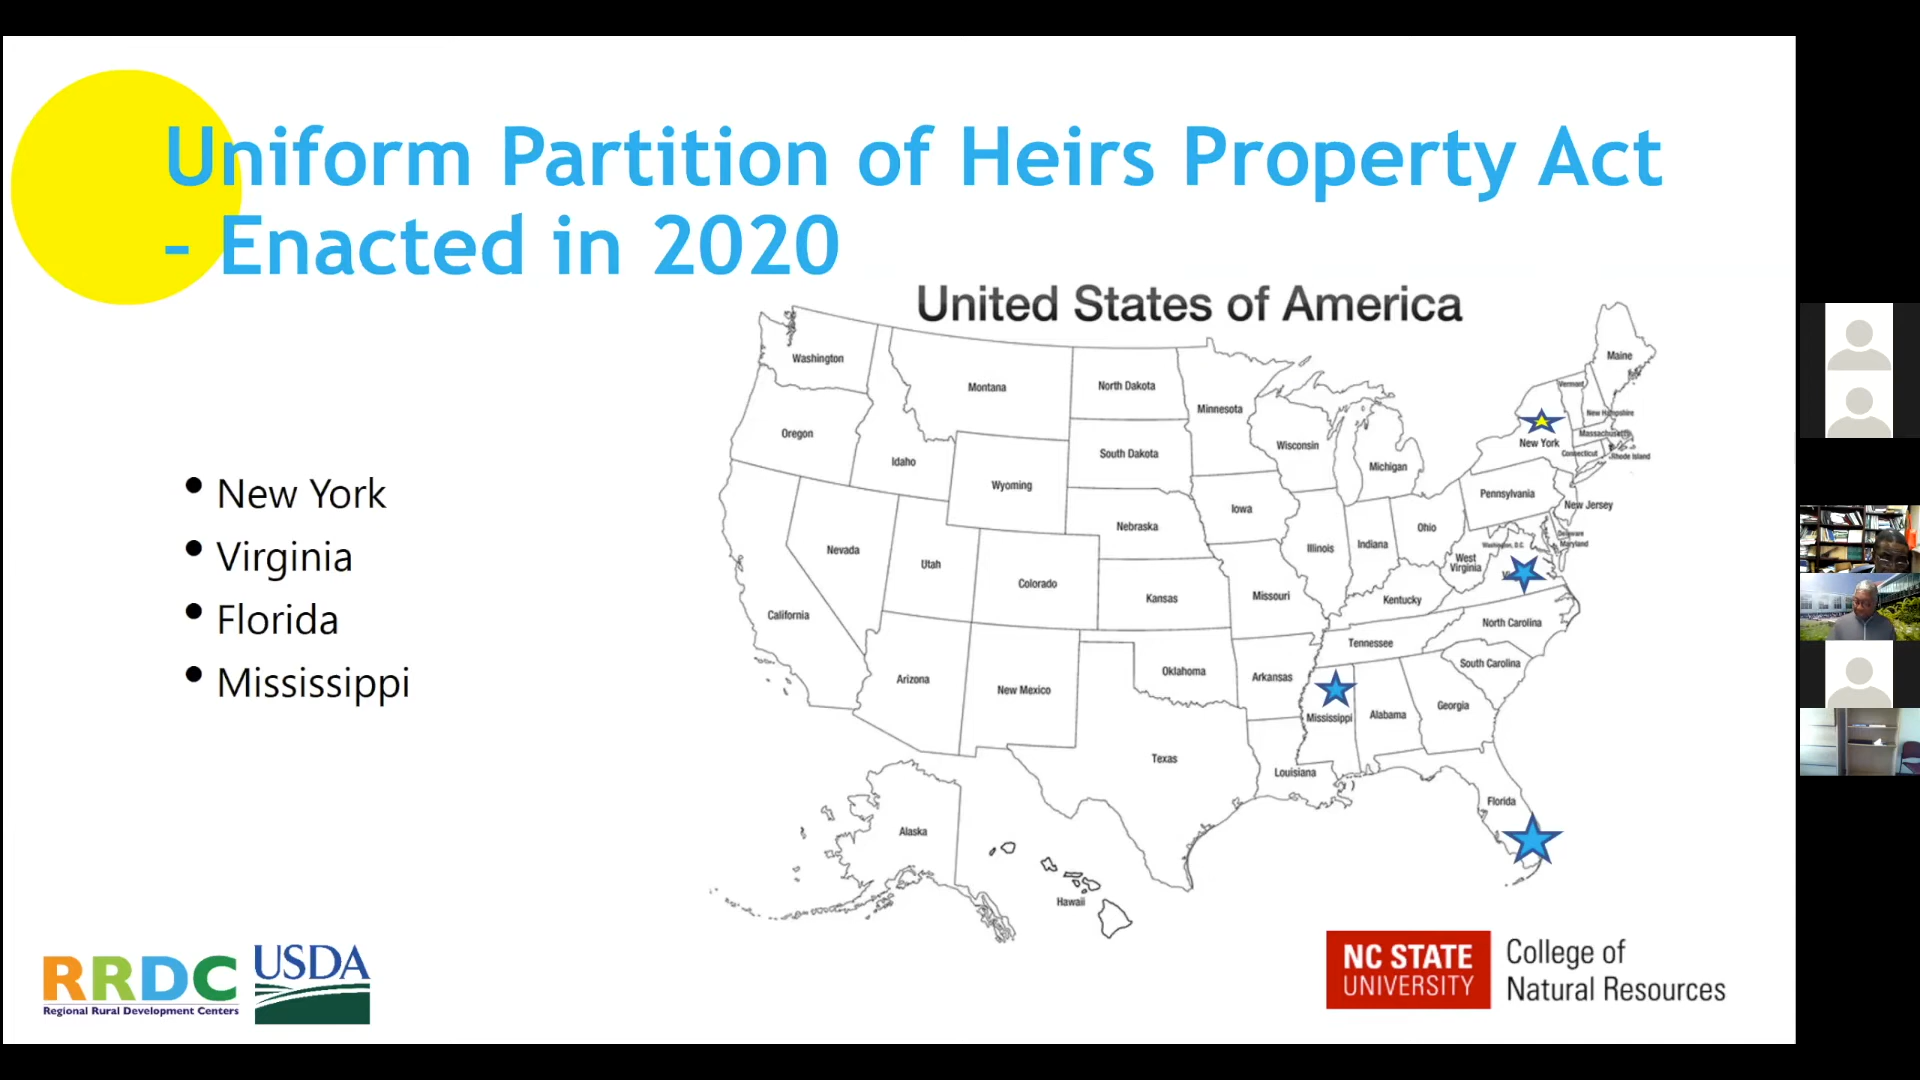 Uniform Partition of Heirs Property Act
- Enacted in 2020
United States of America
• New York
• Virginia
• Florida
• Mississippi
Washington
Oregon
California
Idaho
Nevada
Montana
Wyoming
Utah
Arizona
Colorado
New Mexico
North Dakota
South Dakota
Nebraska
Kansas
Oklahoma
Texas
Minnesota
Iowa
Missouri
Arkansas
Louisiana
Wisconsin
Illinois
Michigan
Indiana
Ohio
Kentucky
Tennessee
Mississippi
Alabama
Georgia
Florida
South Carolina
North Carolina
West
Virginia
Washington, D.C.
Pennsylvania
New York
Vermont
New Hampshire
Maine
Massachusetts
Connecticut
Rhode Island
New Jersey
Delaware
Maryland
Alaska
Hawaii
RRDC
Regional Rural Development Centers
USDA
NC STATE
UNIVERSITY
College of
Natural Resources